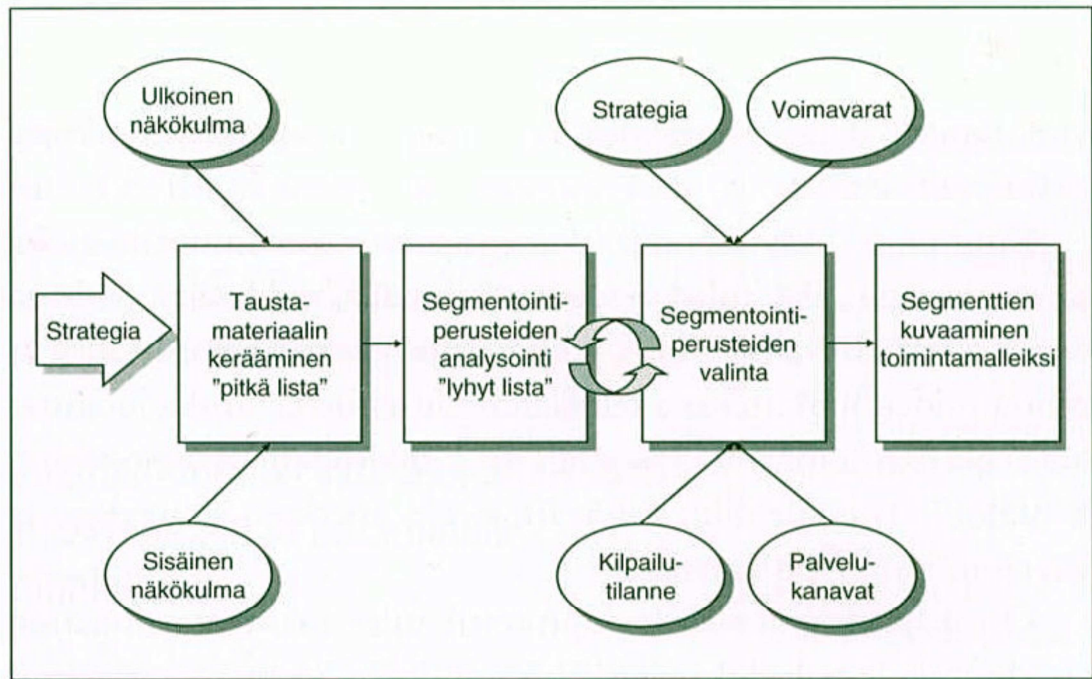 Ulkoinen
näkökulma
Strategia
Voimavarat
Strategia
Tausta-
materiaalin
kerääminen
”pitkä lista”
Segmentointi-
perusteiden
analysointi
”lyhyt lista”
Segmentointi-
perusteiden
valinta
Segmenttien
kuvaaminen
toimintamalleiksi
Sisäinen
näkökulma
Kilpailu-
tilanne
Palvelu-
kanavat